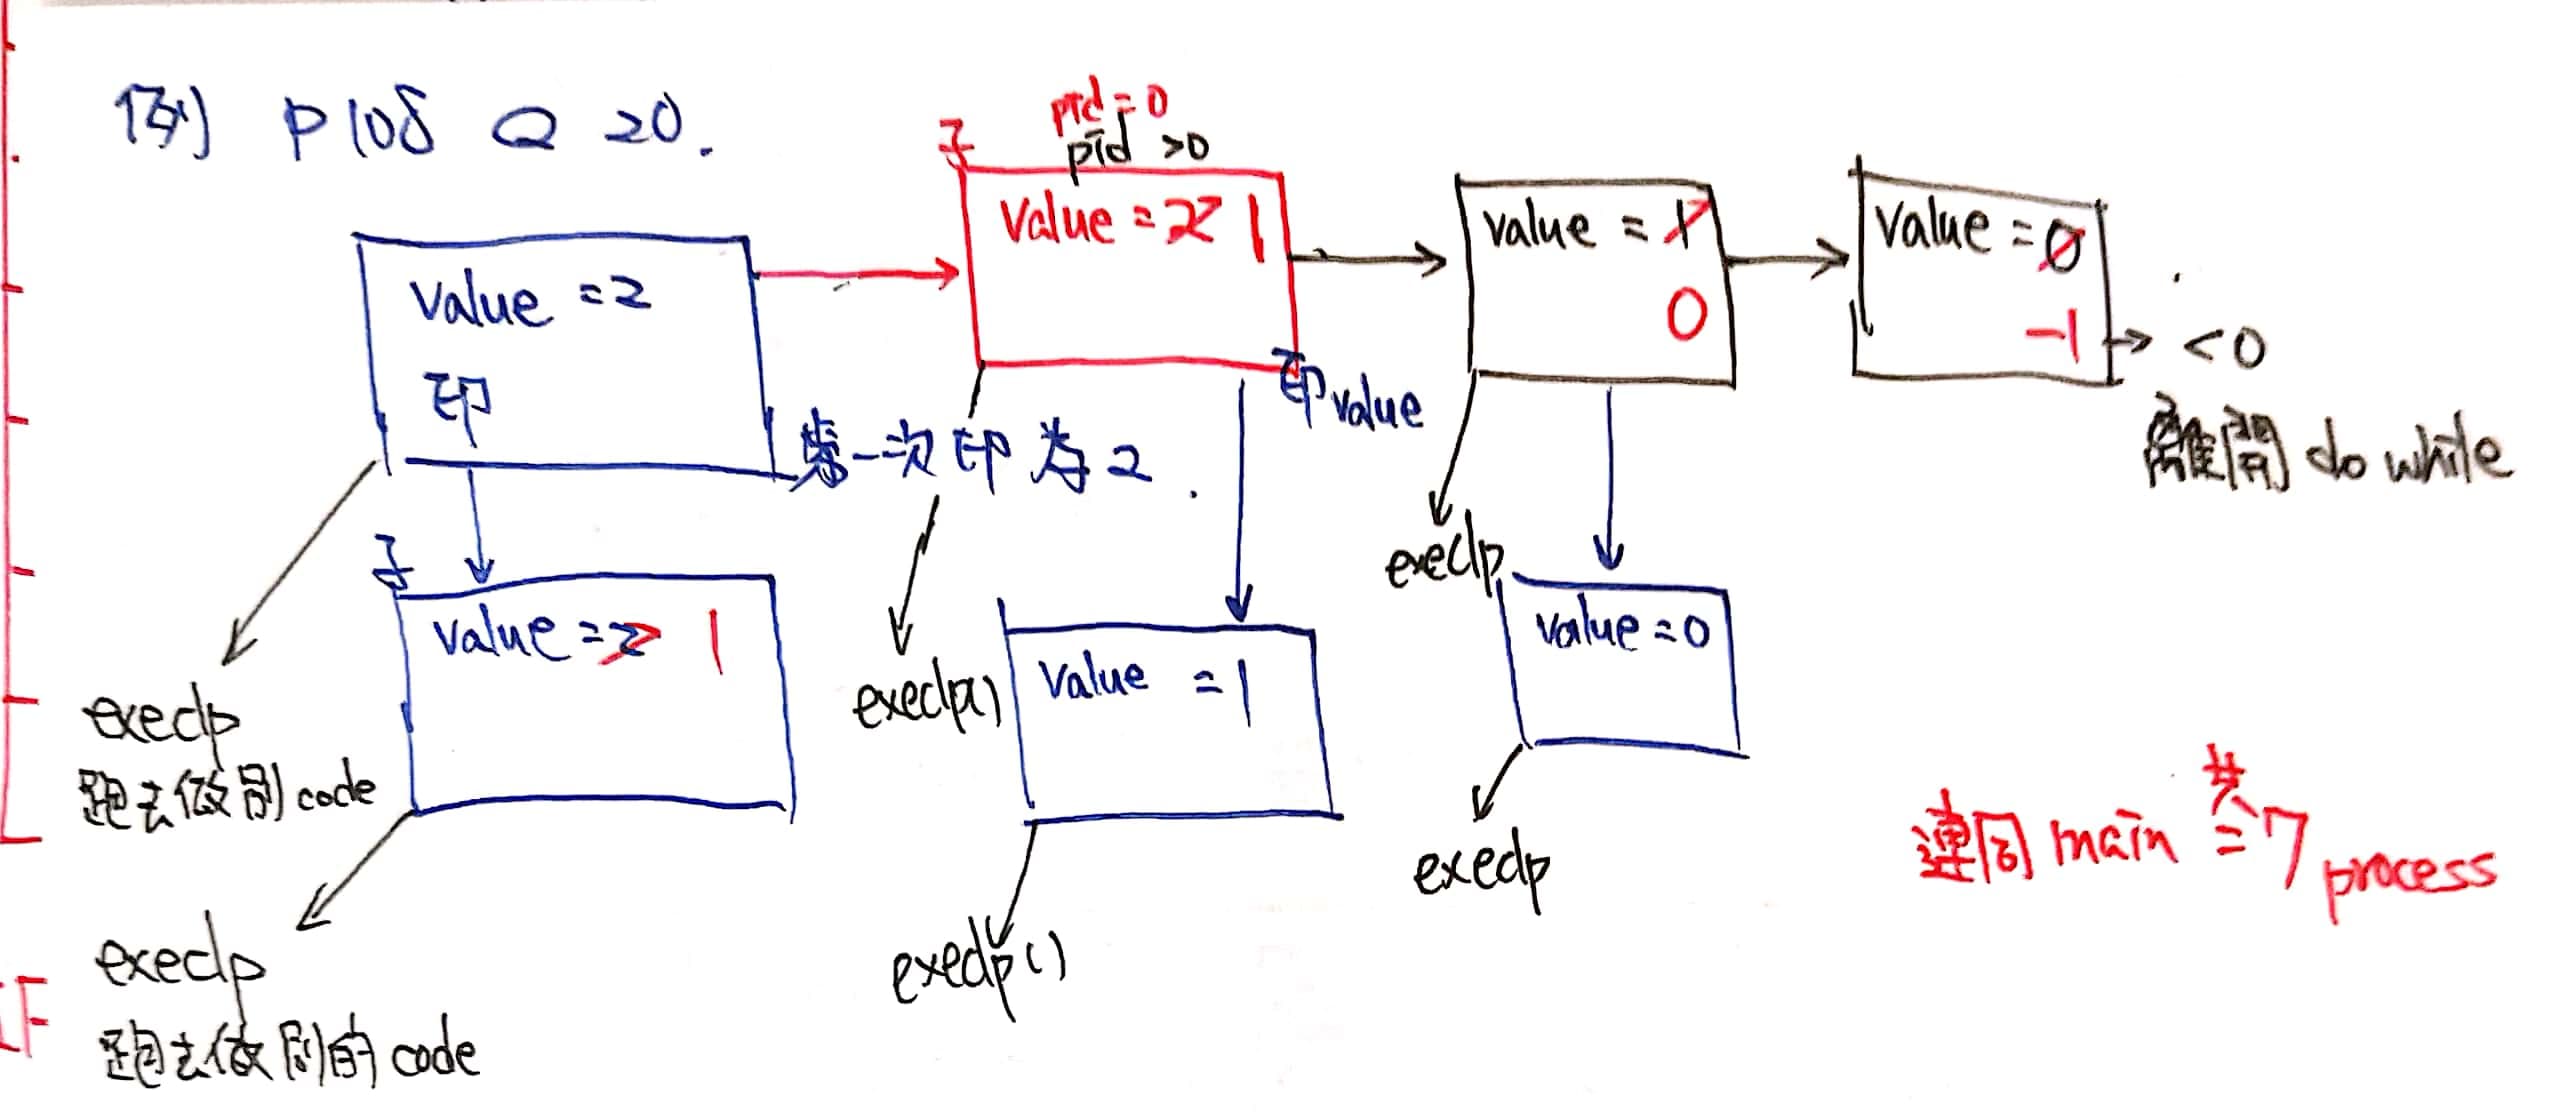 例 P108 Q 20.
子
pid = 0
pid >0
value = 2 1
value = 1
0
value = 0
-1
< 0
離開 do while
value = 2
印
印 value
第一次印為 2.
execlp
子
value = 2 1
execlp()
value = 1
value = 0
execlp
跑去做別 code
execlp
連同 main 共 = 7 process
execlp
跑去做別的 code
execlp()